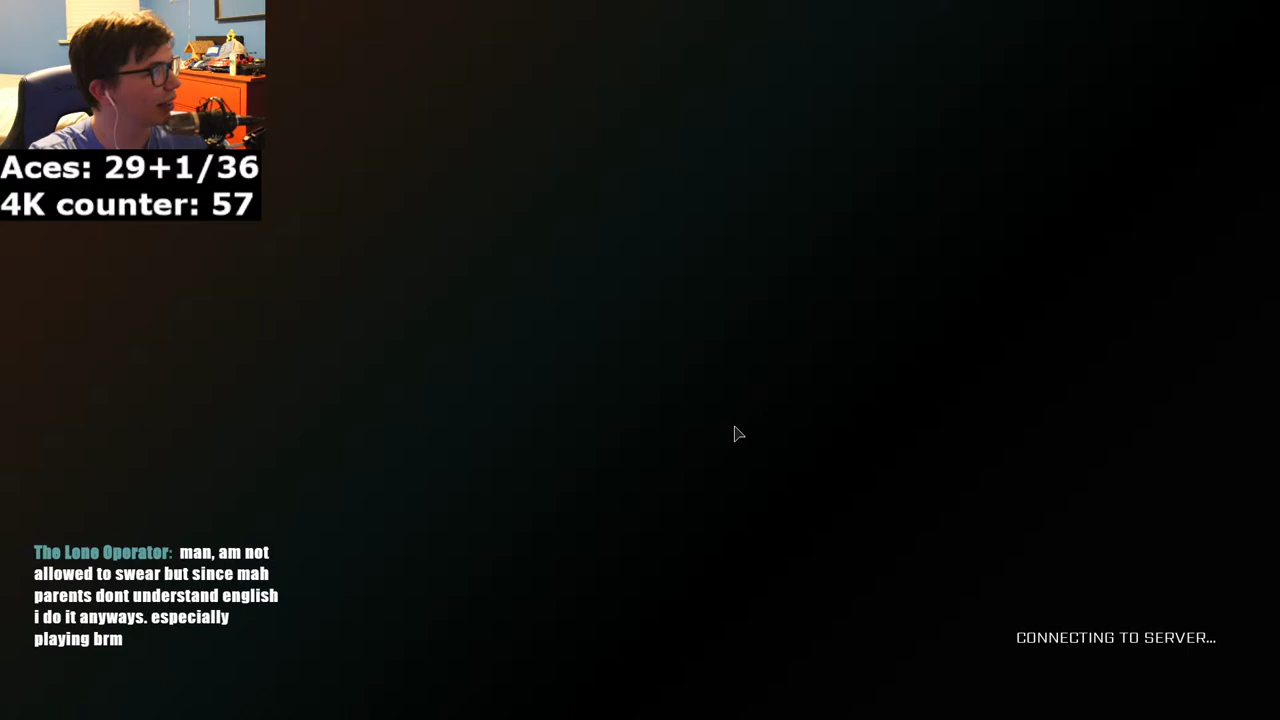 Aces: 29+1/36
4K counter: 57
The Lone Operator: man, am not
allowed to swear but since mah
parents dont understand english
i do it anyways. especially
playing brm
CONNECTING TO SERVER...